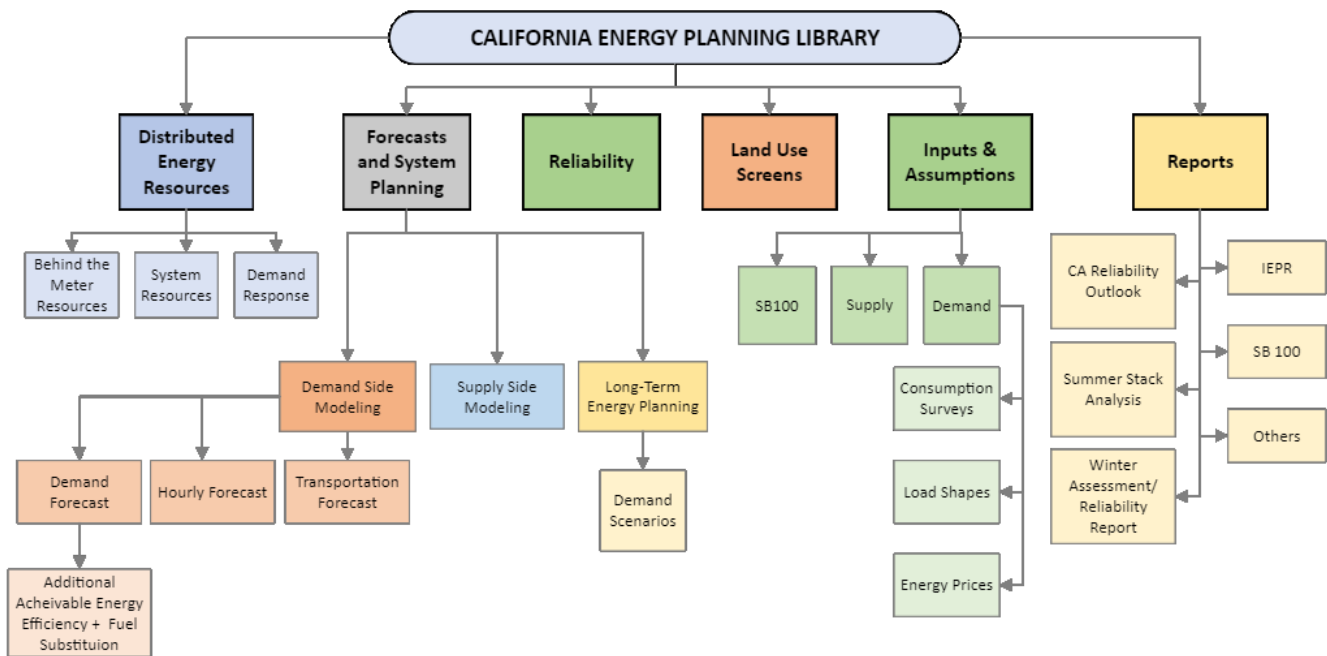 CALIFORNIA ENERGY PLANNING LIBRARY
Distributed
Energy
Resources
Forecasts
and System
Planning
Reliability
Land Use
Screens
Inputs &
Assumptions
Reports
Behind the
Meter
Resources
System
Resources
Demand
Response
SB100
Supply
Demand
CA Reliability
Outlook
IEPR
SB 100
Demand Side
Modeling
Supply Side
Modeling
Long-Term
Energy Planning
Consumption
Surveys
Summer Stack
Analysis
Others
Demand
Forecast
Hourly Forecast
Transportation
Forecast
Demand
Scenarios
Load Shapes
Winter
Assessment/
Reliability
Report
Additional
Acheivable Energy
Efficiency + Fuel
Substituion
Energy Prices